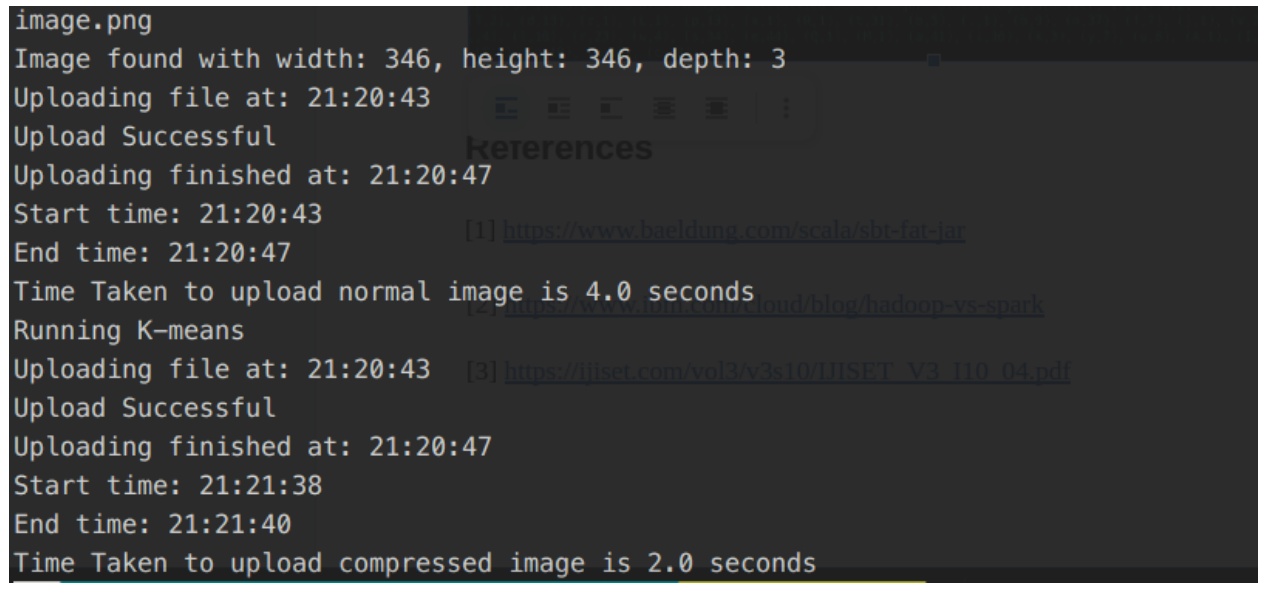 image.png
Image found with width: 346, height: 346, depth: 3
Uploading file at: 21:20:43
Upload Successful
References
Uploading finished at: 21:20:47
Start time: 21:20:43
[1] https://www.baeldung.com/scala/sbt-fat-jar
End time: 21:20:47
Time Taken to upload normal image is 4.0 seconds
[2] https://www.ibm.com/cloud/blog/hadoop-vs-spark
Running K-means
Uploading file at: 21:20:43
[3] https://ijiset.com/vol3/v3s10/IJISET_V3_I10_04.pdf
Upload Successful
Uploading finished at: 21:20:47
Start time: 21:21:38
End time: 21:21:40
Time Taken to upload compressed image is 2.0 seconds